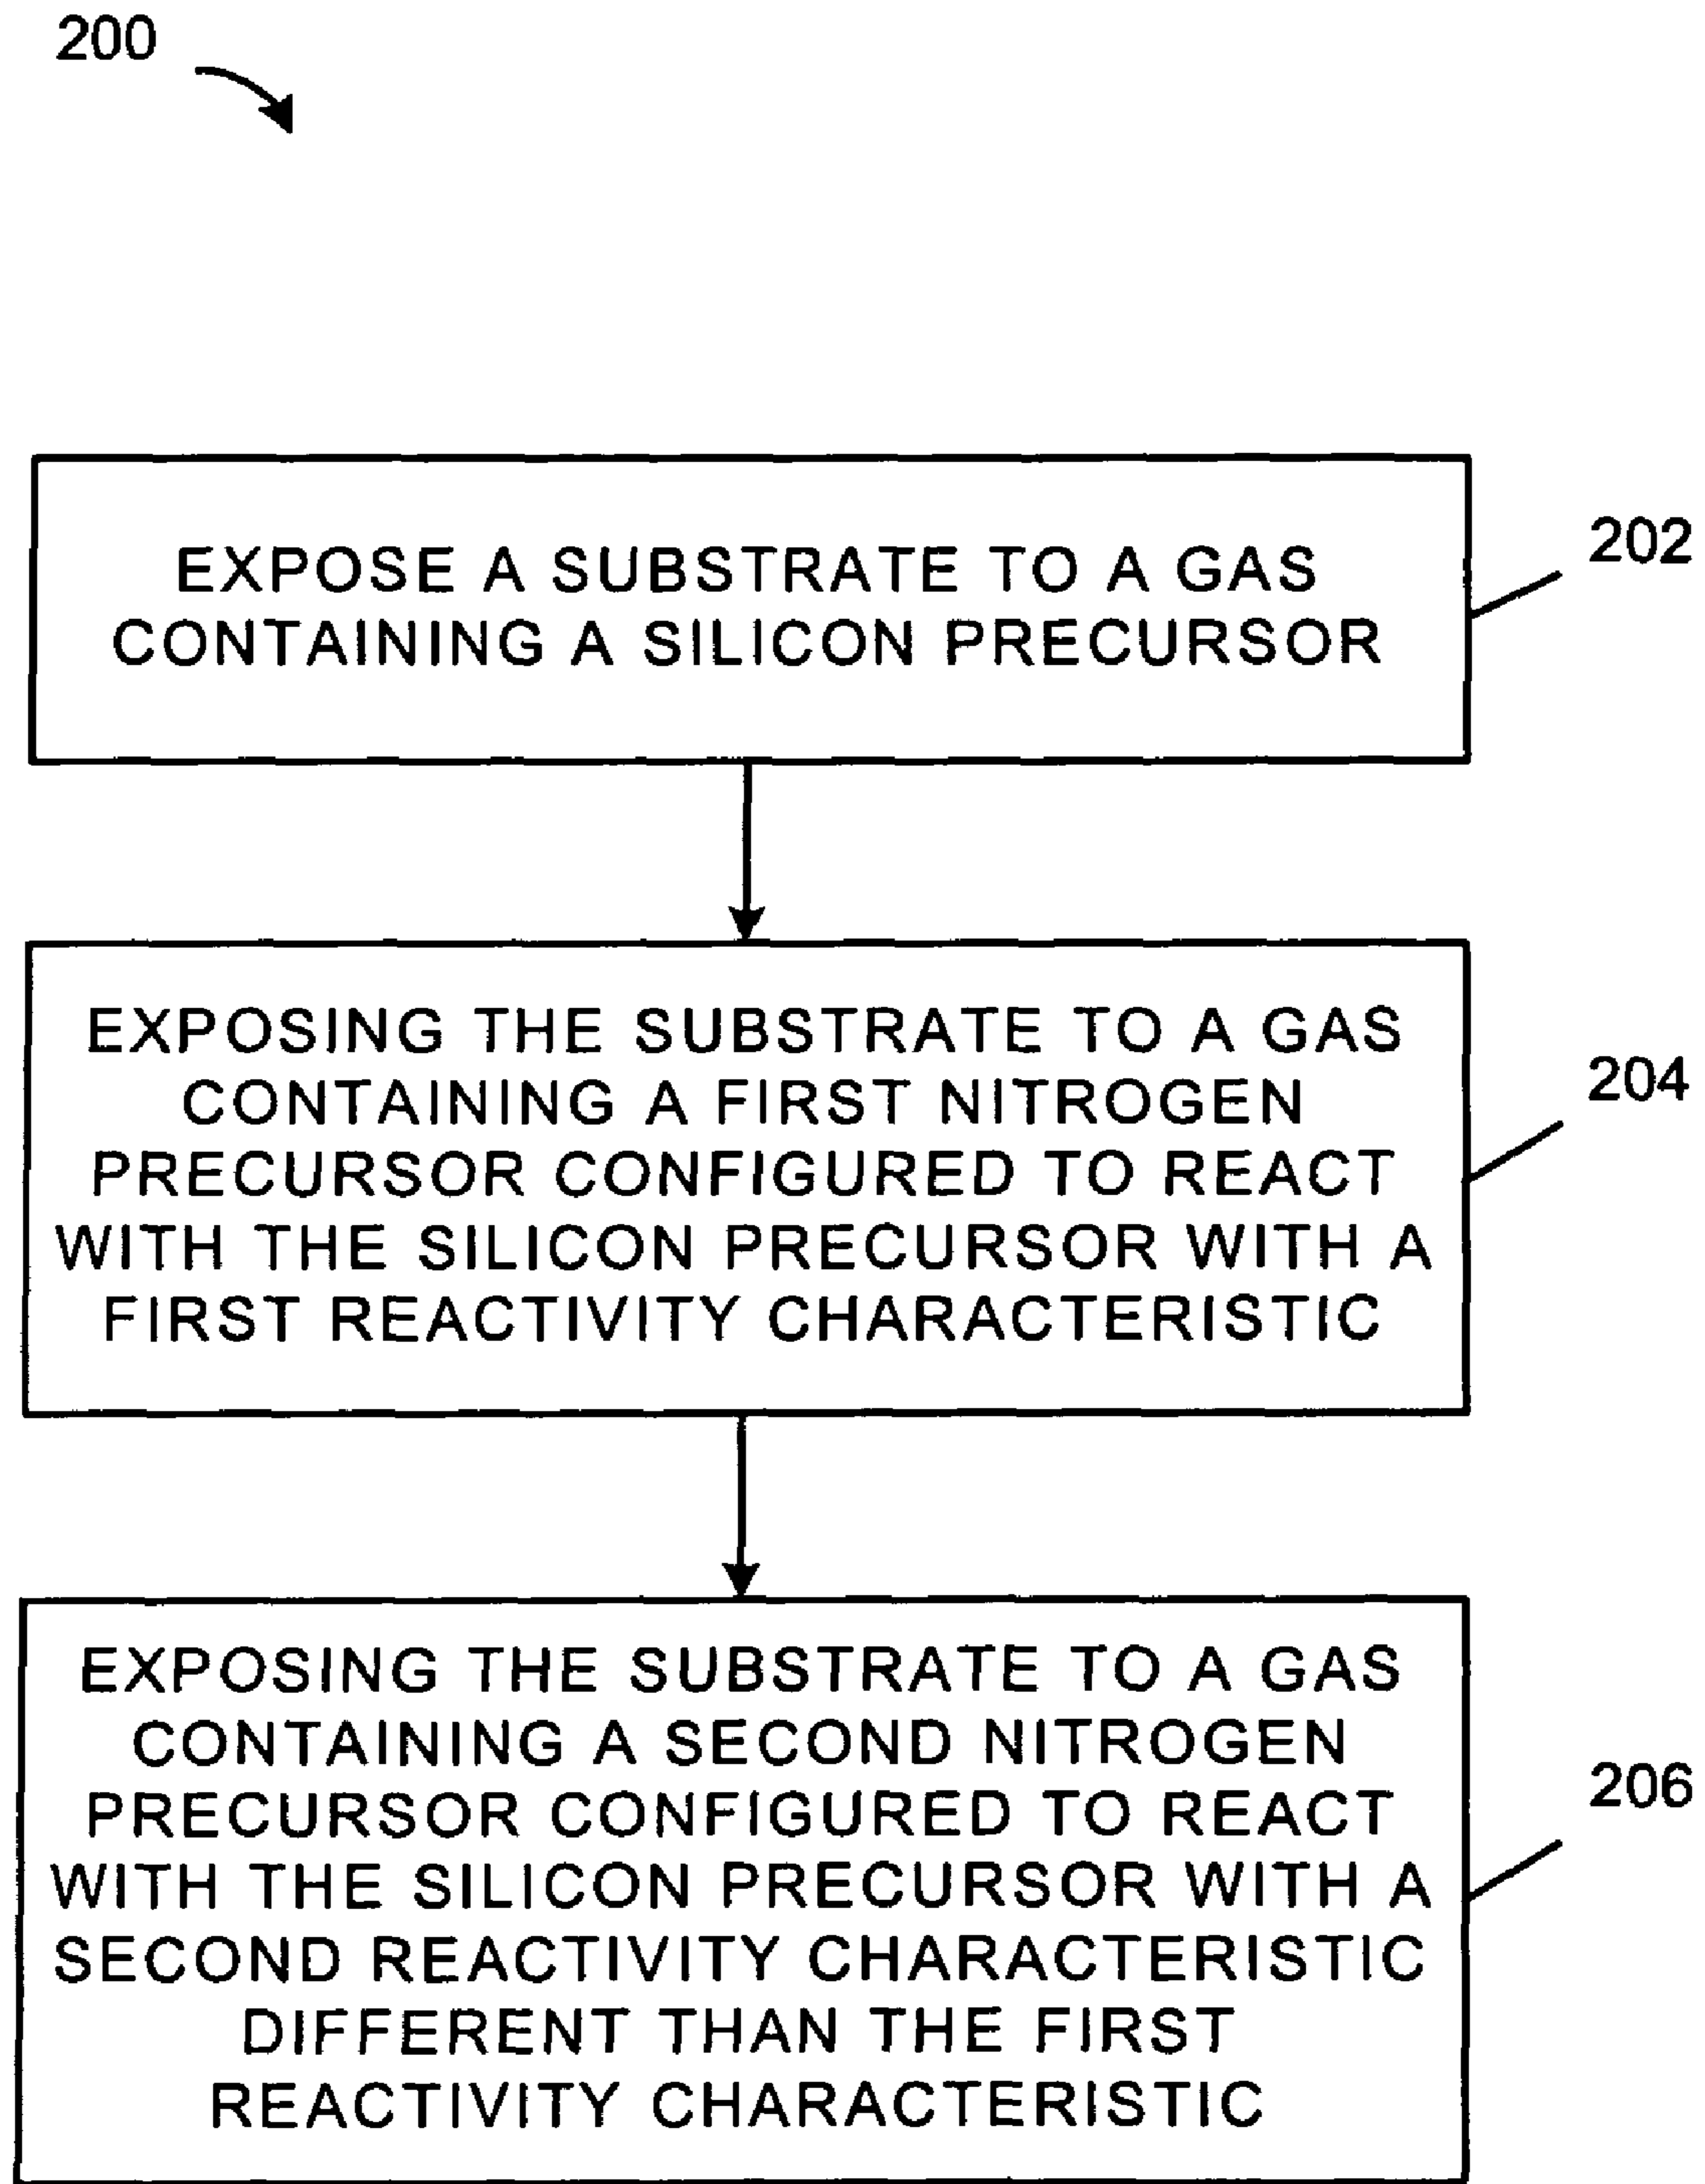 200
EXPOSE A SUBSTRATE TO A GAS
CONTAINING A SILICON PRECURSOR
202
EXPOSING THE SUBSTRATE TO A GAS
CONTAINING A FIRST NITROGEN
PRECURSOR CONFIGURED TO REACT
WITH THE SILICON PRECURSOR WITH A
FIRST REACTIVITY CHARACTERISTIC
204
EXPOSING THE SUBSTRATE TO A GAS
CONTAINING A SECOND NITROGEN
PRECURSOR CONFIGURED TO REACT
WITH THE SILICON PRECURSOR WITH A
SECOND REACTIVITY CHARACTERISTIC
DIFFERENT THAN THE FIRST
REACTIVITY CHARACTERISTIC
206